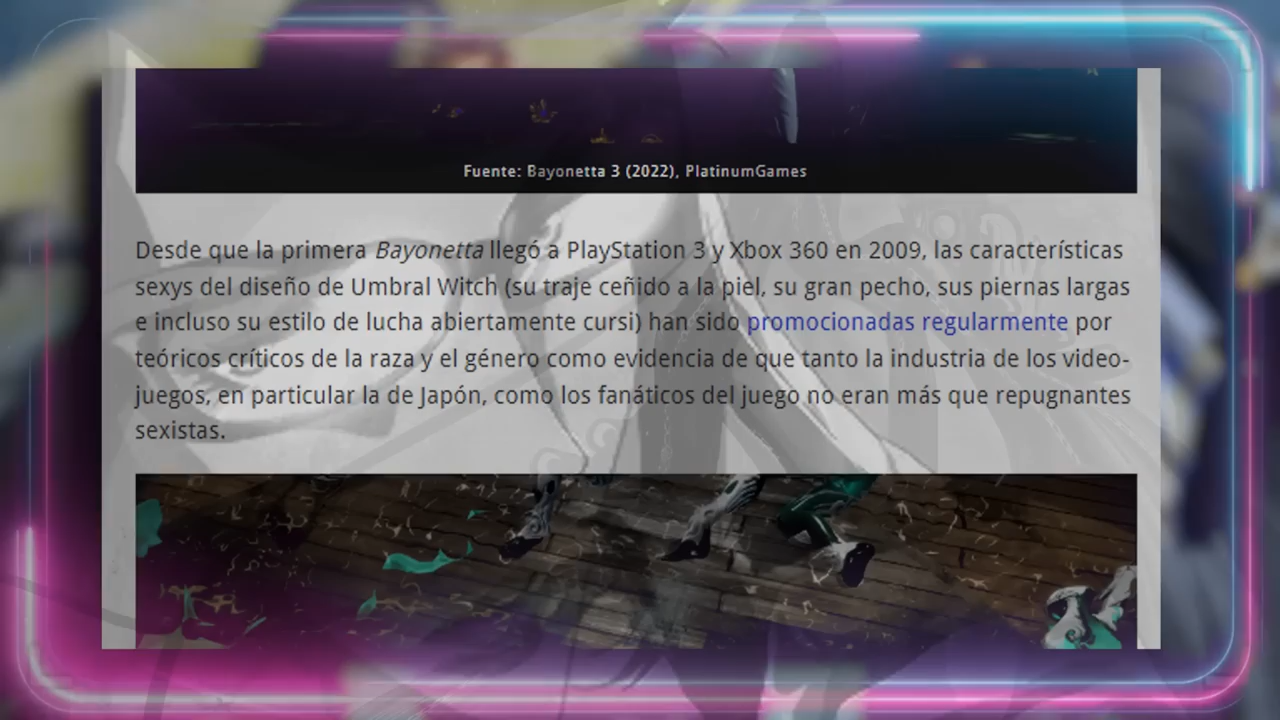 Fuente: Bayonetta 3 (2022), PlatinumGames
Desde que la primera Bayonetta llegó a PlayStation 3 y Xbox 360 en 2009, las características
sexys del diseño de Umbral Witch (su traje ceñido a la piel, su gran pecho, sus piernas largas
e incluso su estilo de lucha abiertamente cursi) han sido promocionadas regularmente por
teóricos críticos de la raza y el género como evidencia de que tanto la industria de los video-
juegos, en particular la de Japón, como los fanáticos del juego no eran más que repugnantes
sexistas.